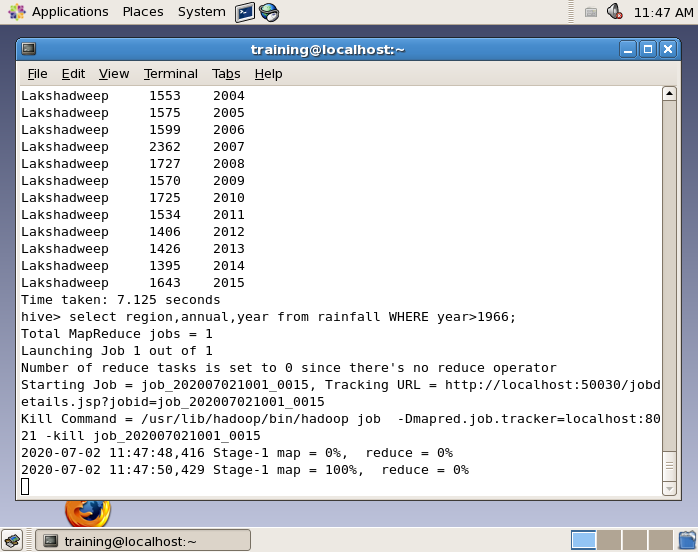 Applications Places System 11:47 AM
training@localhost:~
File Edit View Terminal Tabs Help
Lakshadweep 1553 2004
Lakshadweep 1575 2005
Lakshadweep 1599 2006
Lakshadweep 2362 2007
Lakshadweep 1727 2008
Lakshadweep 1570 2009
Lakshadweep 1725 2010
Lakshadweep 1534 2011
Lakshadweep 1406 2012
Lakshadweep 1426 2013
Lakshadweep 1395 2014
Lakshadweep 1643 2015
Time taken: 7.125 seconds
hive> select region,annual,year from rainfall WHERE year>1966;
Total MapReduce jobs = 1
Launching Job 1 out of 1
Number of reduce tasks is set to 0 since there's no reduce operator
Starting Job = job_202007021001_0015, Tracking URL = http://localhost:50030/jobd
etails.jsp?jobid=job_202007021001_0015
Kill Command = /usr/lib/hadoop/bin/hadoop job  -Dmapred.job.tracker=localhost:80
21 -kill job_202007021001_0015
2020-07-02 11:47:48,416 Stage-1 map = 0%,  reduce = 0%
2020-07-02 11:47:50,429 Stage-1 map = 100%,  reduce = 0%
training@localhost:~